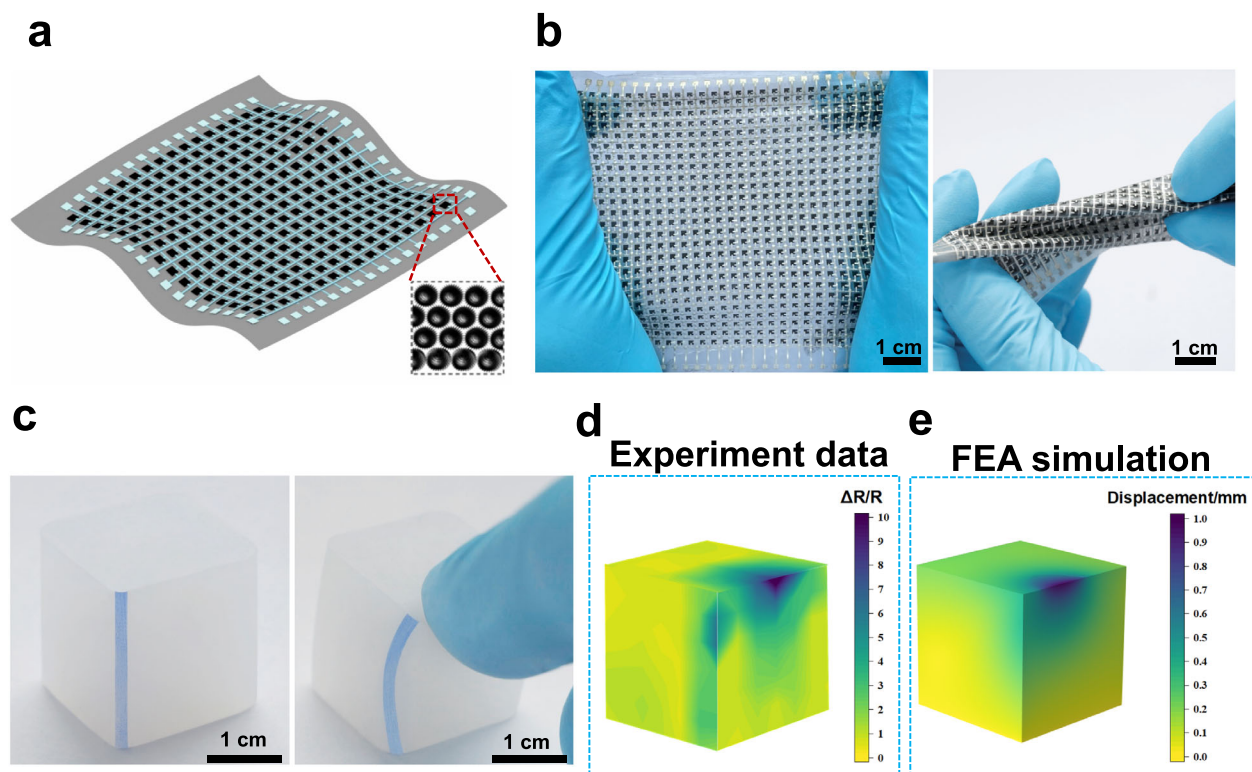 a
b
1 cm
1 cm
c
1 cm
1 cm
d
Experiment data
ΔR/R
10
9
8
7
6
5
4
3
2
1
0
e
FEA simulation
Displacement/mm
1.0
0.9
0.8
0.7
0.6
0.5
0.4
0.3
0.2
0.1
0.0